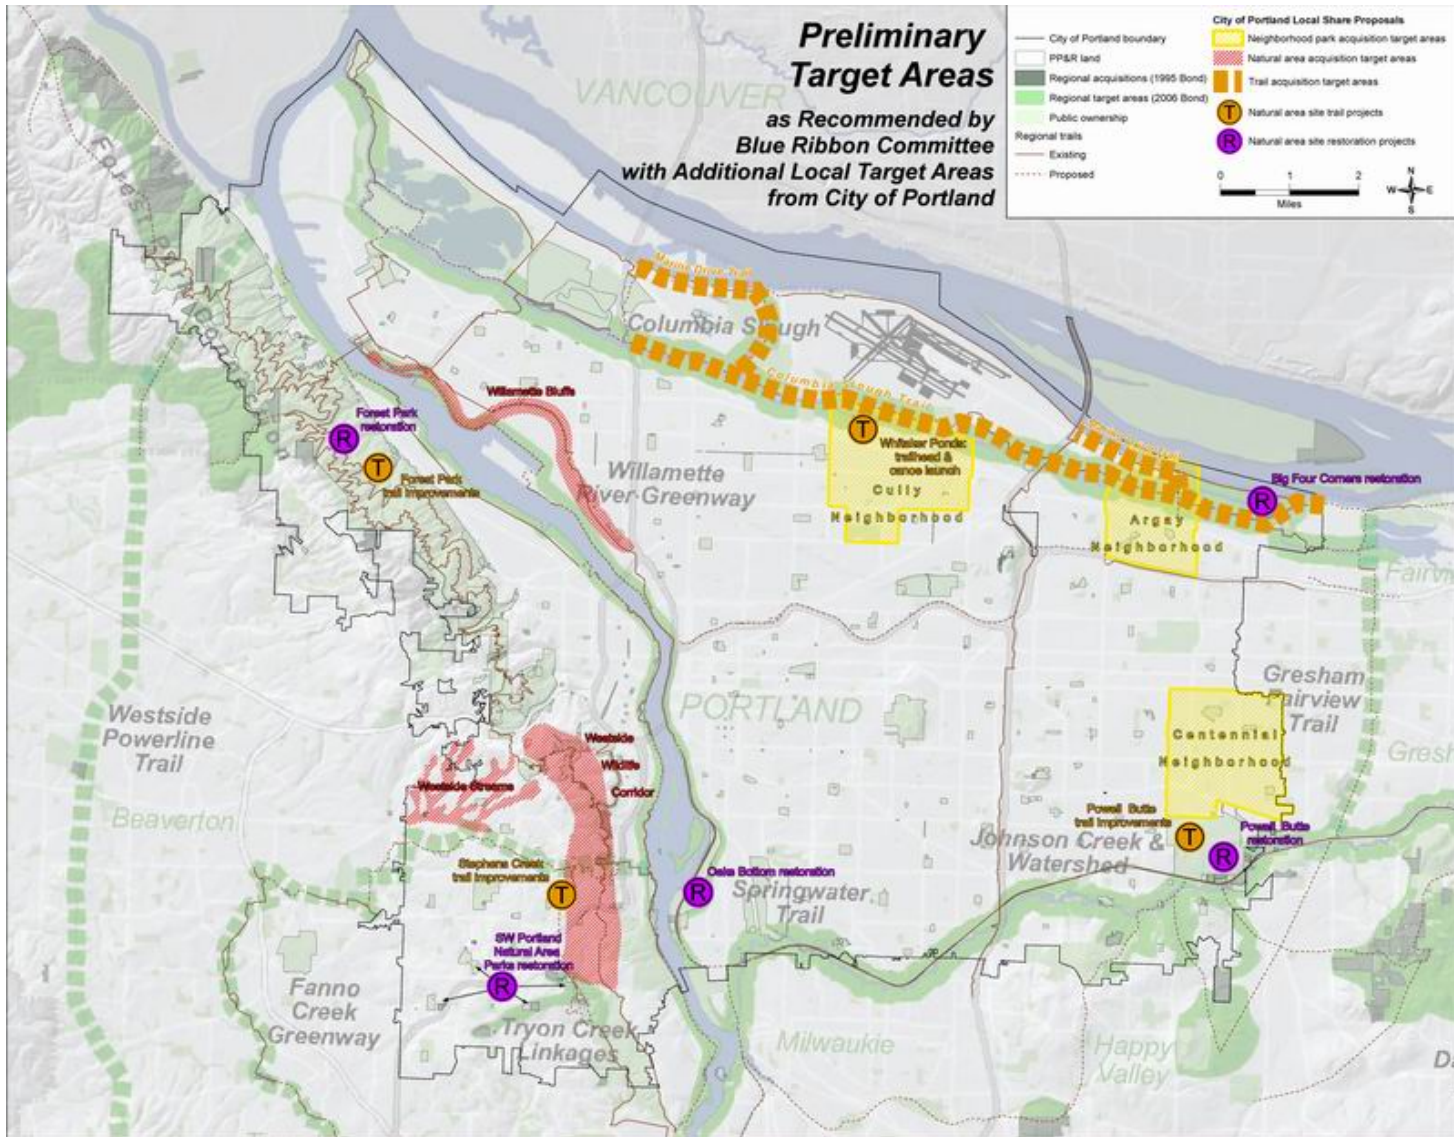 Preliminary
Target Areas
as Recommended by
Blue Ribbon Committee
with Additional Local Target Areas
from City of Portland
City of Portland boundary
PP&R land
Regional acquisitions (1995 Bond)
Regional target areas (2006 Bond)
Public ownership
Regional trails
Existing
Proposed
City of Portland Local Share Proposals
Neighborhood park acquisition target areas
Natural area acquisition target areas
Trail acquisition target areas
T
Natural area site trail projects
R
Natural area site restoration projects
0 1 2
Miles
N
W E
S
VANCOUVER
Forest Park
Marine Drive Trail
Columbia Slough
Columbia Slough Trail
Willamette Bluffs
Forest Park
restoration
R
T
Forest Park
trail improvements
Willamette
River Greenway
T
Whitaker Ponds:
trailhead &
canoe launch
Cully
Neighborhood
Big Four Corners restoration
R
Argay
Neighborhood
Gresham
Fairview
Trail
Westside
Powerline
Trail
PORTLAND
Centennial
Neighborhood
Westside
Wildlife
Corridor
Westside Streams
Beaverton
Powell Butte
trail improvements
T
Powell Butte
restoration
R
Johnson Creek &
Watershed
Stephens Creek
trail improvements
T
Oaks Bottom restoration
R
Springwater
Trail
SW Portland
Natural Area
Parks restoration
R
Fanno
Creek
Greenway
Tryon Creek
Linkages
Milwaukie
Happy
Valley